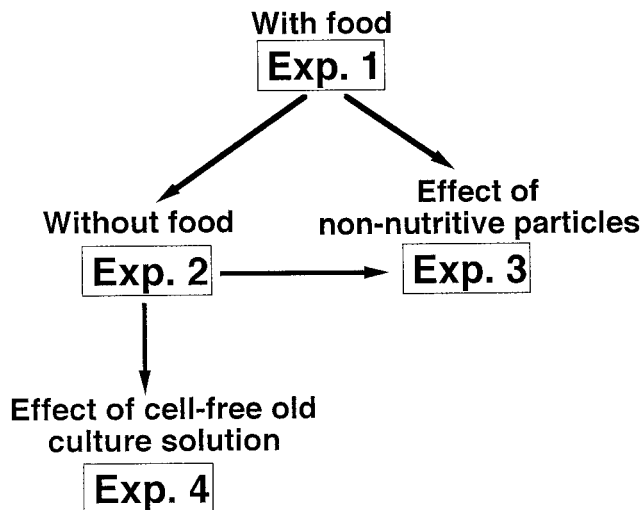 With food
Exp. 1
Without food
Exp. 2
Effect of
non-nutritive particles
Exp. 3
Effect of cell-free old
culture solution
Exp. 4